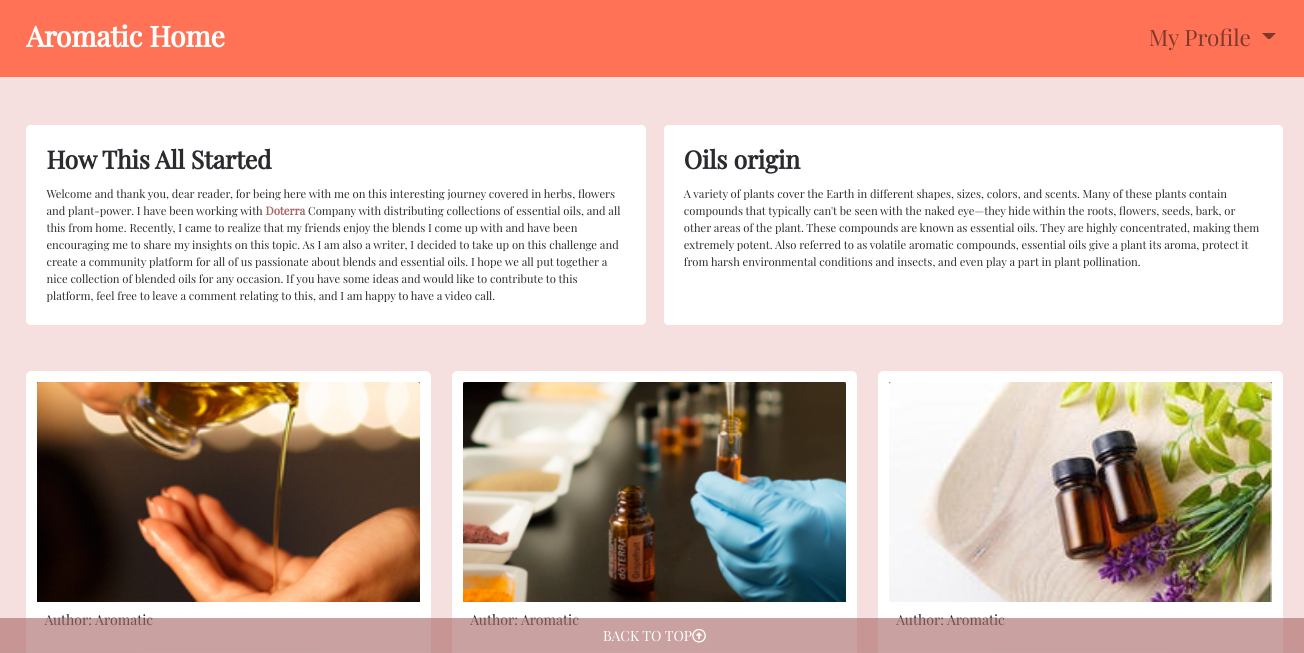 Aromatic Home
My Profile
How This All Started
Welcome and thank you, dear reader, for being here with me on this interesting journey covered in herbs, flowers
and plant-power. I have been working with Doterra Company with distributing collections of essential oils, and all
this from home. Recently, I came to realize that my friends enjoy the blends I come up with and have been
encouraging me to share my insights on this topic. As I am also a writer, I decided to take up on this challenge and
create a community platform for all of us passionate about blends and essential oils. I hope we all put together a
nice collection of blended oils for any occasion. If you have some ideas and would like to contribute to this
platform, feel free to leave a comment relating to this, and I am happy to have a video call.
Oils origin
A variety of plants cover the Earth in different shapes, sizes, colors, and scents. Many of these plants contain
compounds that typically can't be seen with the naked eye—they hide within the roots, flowers, seeds, bark, or
other areas of the plant. These compounds are known as essential oils. They are highly concentrated, making them
extremely potent. Also referred to as volatile aromatic compounds, essential oils give a plant its aroma, protect it
from harsh environmental conditions and insects, and even play a part in plant pollination.
dōTERRA
Grapefruit
Author: Aromatic
Author: Aromatic
Author: Aromatic
BACK TO TOP